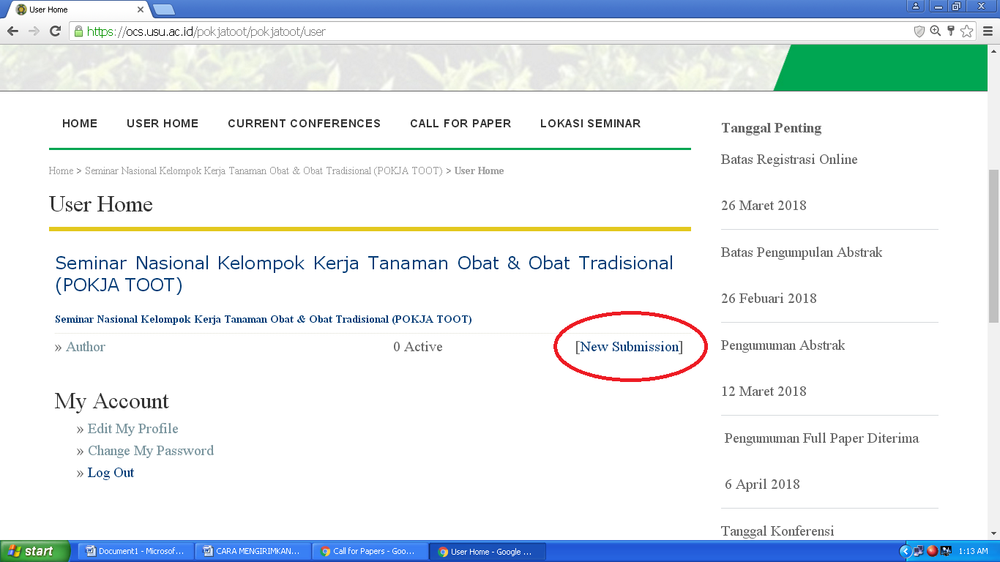 User Home
https://ocs.usu.ac.id/pokjatoot/pokjatoot/user
HOME USER HOME CURRENT CONFERENCES CALL FOR PAPER LOKASI SEMINAR
Home > Seminar Nasional Kelompok Kerja Tanaman Obat & Obat Tradisional (POKJA TOOT) > User Home
User Home
Seminar Nasional Kelompok Kerja Tanaman Obat & Obat Tradisional
(POKJA TOOT)
Seminar Nasional Kelompok Kerja Tanaman Obat & Obat Tradisional (POKJA TOOT)
» Author 0 Active [New Submission]
My Account
» Edit My Profile
» Change My Password
» Log Out
Tanggal Penting
Batas Registrasi Online
26 Maret 2018
Batas Pengumpulan Abstrak
26 Febuari 2018
Pengumuman Abstrak
12 Maret 2018
Pengumuman Full Paper Diterima
6 April 2018
Tanggal Konferensi
start Document1 - Microsof... CARA MENGIRIMKAN... Call for Papers - Goo... User Home - Google ... 1:13 AM